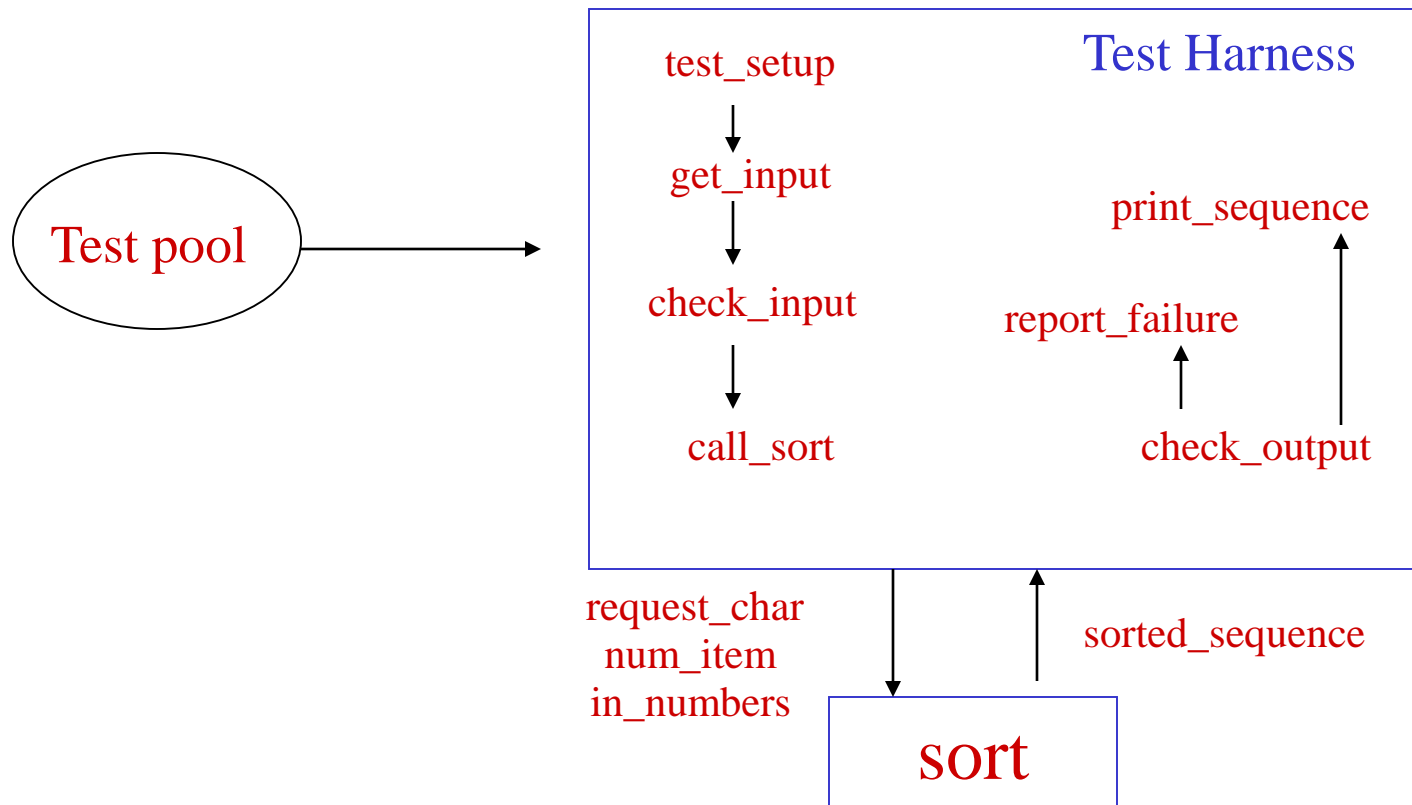 Test Harness
test_setup
get_input
print_sequence
Test pool
check_input
report_failure
call_sort
check_output
request_char
num_item
in_numbers
sorted_sequence
sort